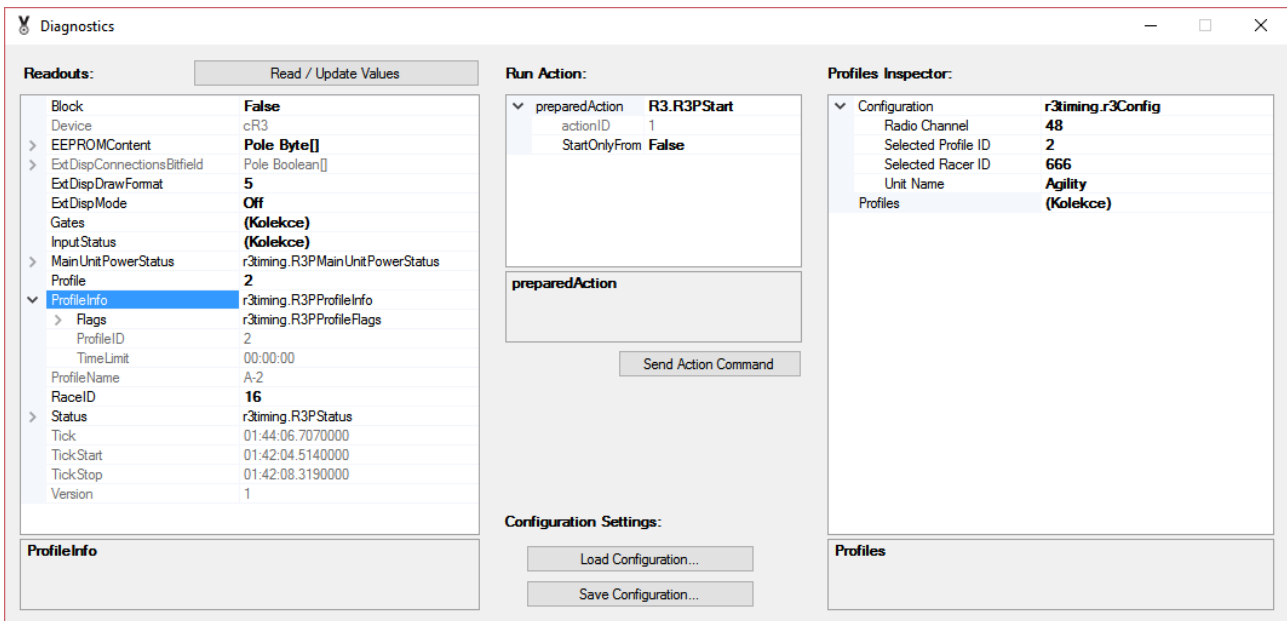 Diagnostics
Readouts:
Read / Update Values
Block False
Device cR3
EEPROMContent Pole Byte[]
ExtDispConnectionsBitfield Pole Boolean[]
ExtDispDrawFormat 5
ExtDispMode Off
Gates (Kolekce)
InputStatus (Kolekce)
MainUnitPowerStatus r3timing.R3PMainUnitPowerStatus
Profile 2
ProfileInfo r3timing.R3PProfileInfo
Flags r3timing.R3PProfileFlags
ProfileID 2
TimeLimit 00:00:00
ProfileName A-2
RaceID 16
Status r3timing.R3PStatus
Tick 01:44:06.7070000
TickStart 01:42:04.5140000
TickStop 01:42:08.3190000
Version 1
ProfileInfo
Run Action:
preparedAction R3.R3PStart
actionID 1
StartOnlyFrom False
preparedAction
Send Action Command
Configuration Settings:
Load Configuration...
Save Configuration...
Profiles Inspector:
Configuration r3timing.r3Config
Radio Channel 48
Selected Profile ID 2
Selected Racer ID 666
Unit Name Agility
Profiles (Kolekce)
Profiles